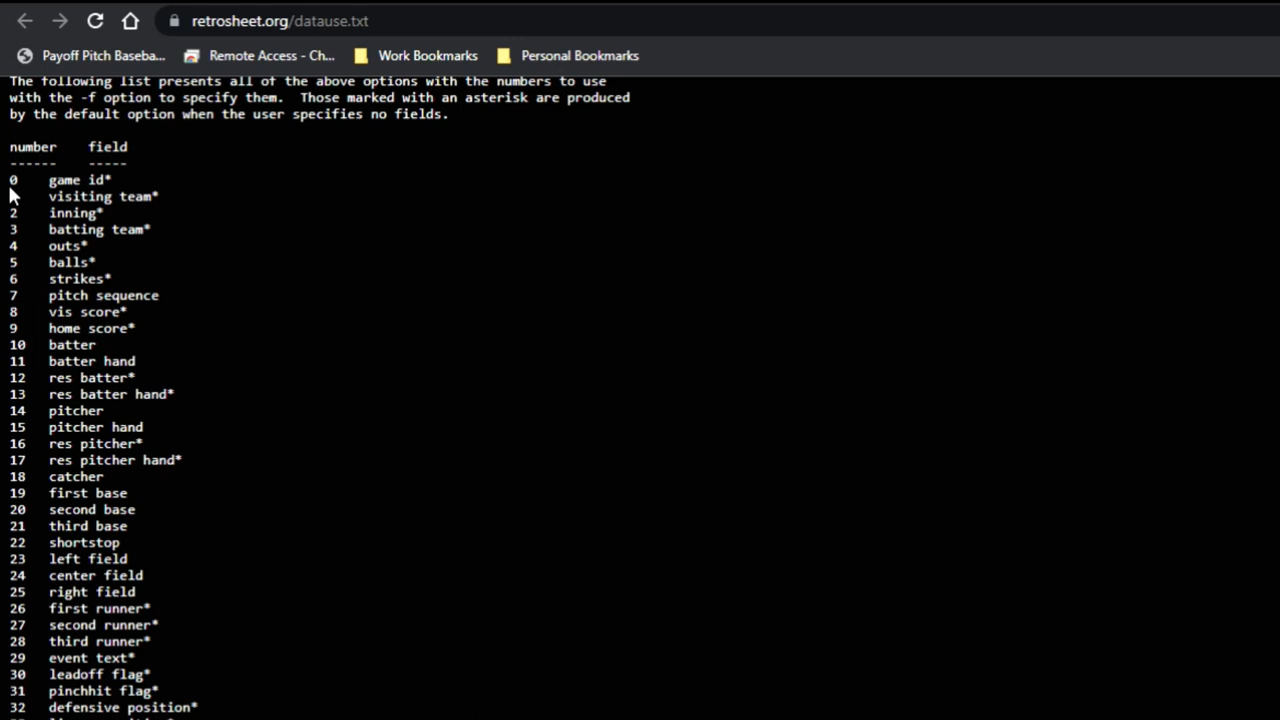 retrosheet.org/datause.txt
Payoff Pitch Baseba... Remote Access - Ch... Work Bookmarks Personal Bookmarks
The following list presents all of the above options with the numbers to use
with the -f option to specify them.  Those marked with an asterisk are produced
by the default option when the user specifies no fields.
number field
------ -----
0 game id*
visiting team*
2 inning*
3 batting team*
4 outs*
5 balls*
6 strikes*
7 pitch sequence
8 vis score*
9 home score*
10 batter
11 batter hand
12 res batter*
13 res batter hand*
14 pitcher
15 pitcher hand
16 res pitcher*
17 res pitcher hand*
18 catcher
19 first base
20 second base
21 third base
22 shortstop
23 left field
24 center field
25 right field
26 first runner*
27 second runner*
28 third runner*
29 event text*
30 leadoff flag*
31 pinchhit flag*
32 defensive position*